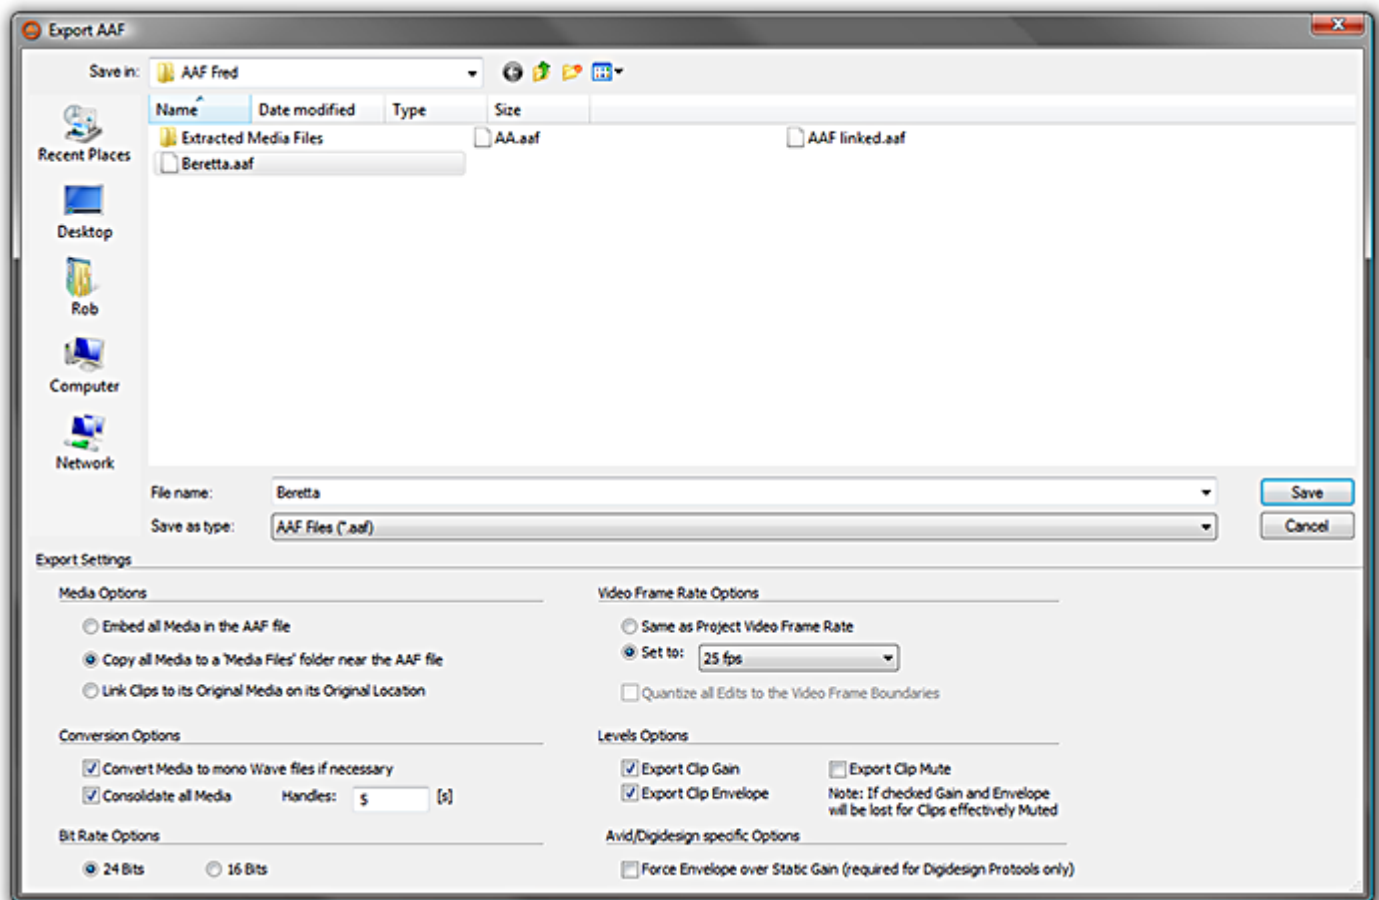 Export AAF
Save in: AAF Fred
Name Date modified Type Size
Extracted Media Files AA.aaf AAF linked.aaf
Beretta.aaf
Recent Places
Desktop
Rob
Computer
Network
File name: Beretta Save
Save as type: AAF Files (*.aaf) Cancel
Export Settings
Media Options
Embed all Media in the AAF file
Copy all Media to a 'Media Files' folder near the AAF file
Link Clips to its Original Media on its Original Location
Video Frame Rate Options
Same as Project Video Frame Rate
Set to: 25 fps
Quantize all Edits to the Video Frame Boundaries
Conversion Options
Convert Media to mono Wave files if necessary
Consolidate all Media Handles: 5 [s]
Levels Options
Export Clip Gain Export Clip Mute
Export Clip Envelope Note: If checked Gain and Envelope
will be lost for Clips effectively Muted
Bit Rate Options
24 Bits 16 Bits
Avid/Digidesign specific Options
Force Envelope over Static Gain (required for Digidesign Protools only)